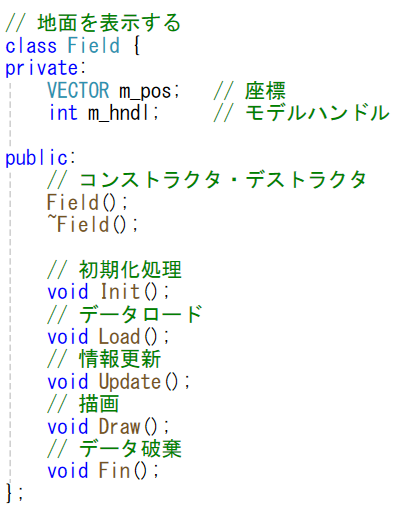 // 地面を表示する
class Field {
private:
    VECTOR m_pos;   // 座標
    int m_hndl;     // モデルハンドル

public:
    // コンストラクタ・デストラクタ
    Field();
    ~Field();

    // 初期化処理
    void Init();
    // データロード
    void Load();
    // 情報更新
    void Update();
    // 描画
    void Draw();
    // データ破棄
    void Fin();
};